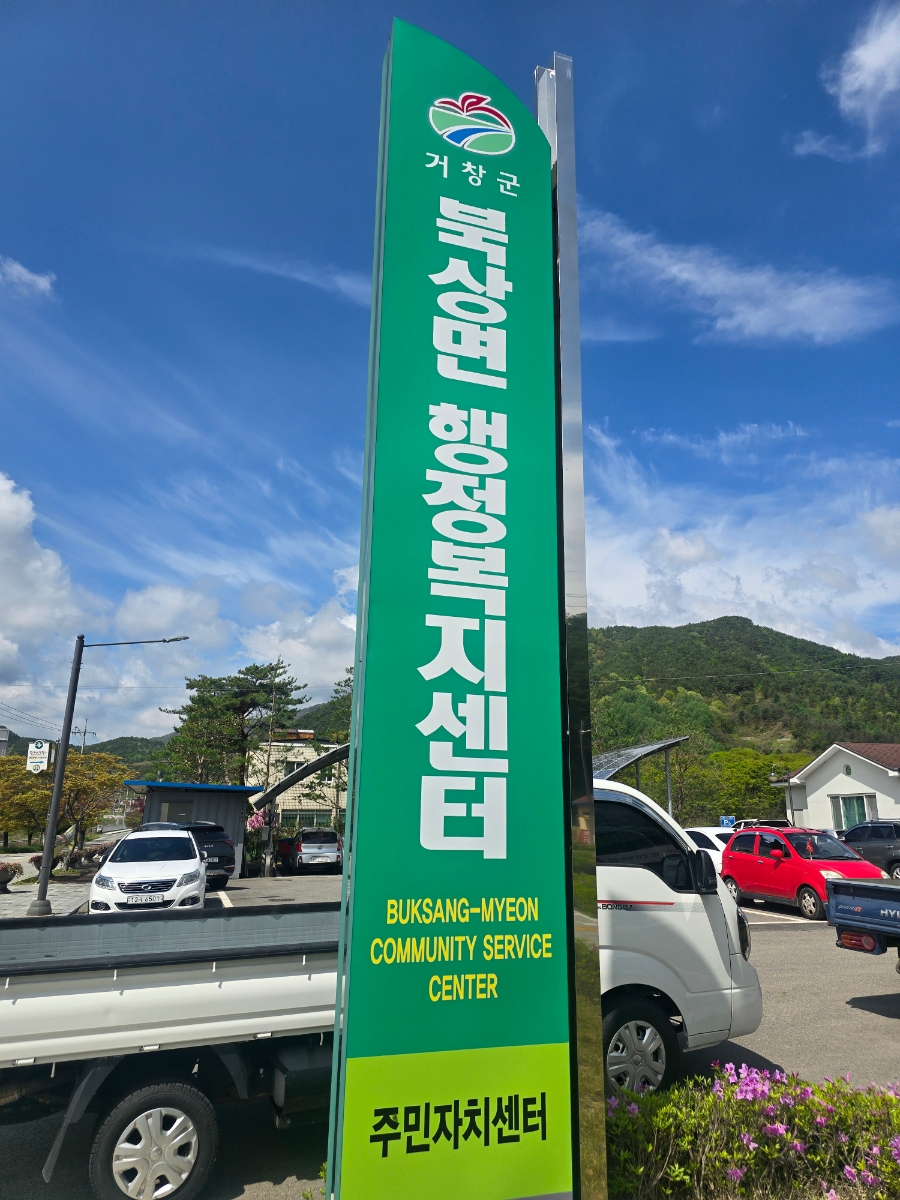 거창군
북상면 행정복지센터
BUKSANG-MYEON
COMMUNITY SERVICE
CENTER
주민자치센터
BONGO